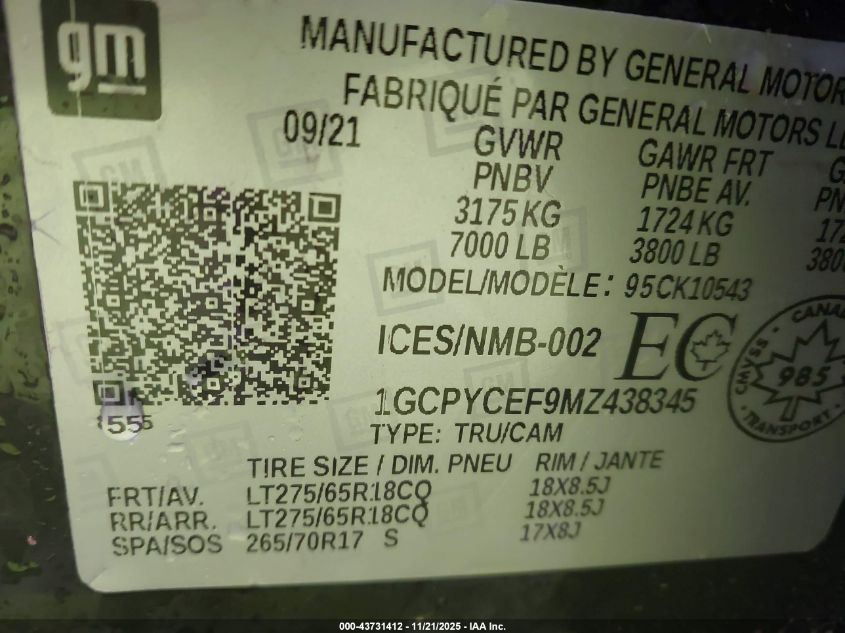 gm
MANUFACTURED BY GENERAL MOTOR
FABRIQUÉ PAR GENERAL MOTORS
09/21
GVWR GAWR FRT
PNBV PNBE AV.
3175 KG 1724 KG
7000 LB 3800 LB
MODEL/MODÈLE: 95CK10543
ICES/NMB-002 EC
CMVSS 985 TRANSPORT
1GCPYCEF9MZ438345
TYPE: TRU/CAM
TIRE SIZE / DIM. PNEU RIM / JANTE
FRT/AV. LT275/65R18CQ 18X8.5J
RR/ARR. LT275/65R18CQ 18X8.5J
SPA/SOS 265/70R17 S 17X8J
000-43731412 - 11/21/2025 - IAA Inc.